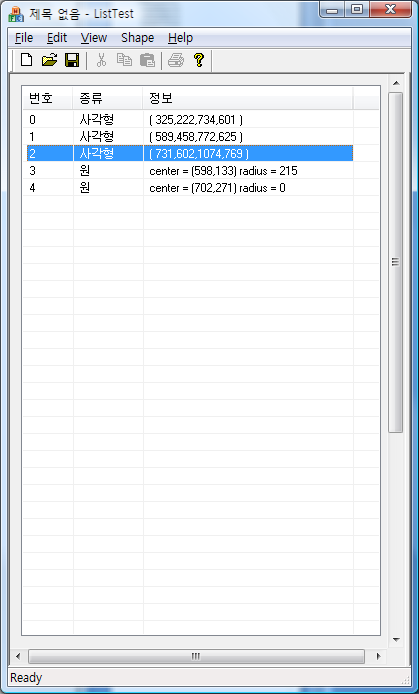 제목 없음 - ListTest
File Edit View Shape Help
번호 종류 정보
0 사각형 ( 325,222,734,601 )
1 사각형 ( 589,458,772,625 )
2 사각형 ( 731,602,1074,769 )
3 원 center = (598,133) radius = 215
4 원 center = (702,271) radius = 0
Ready